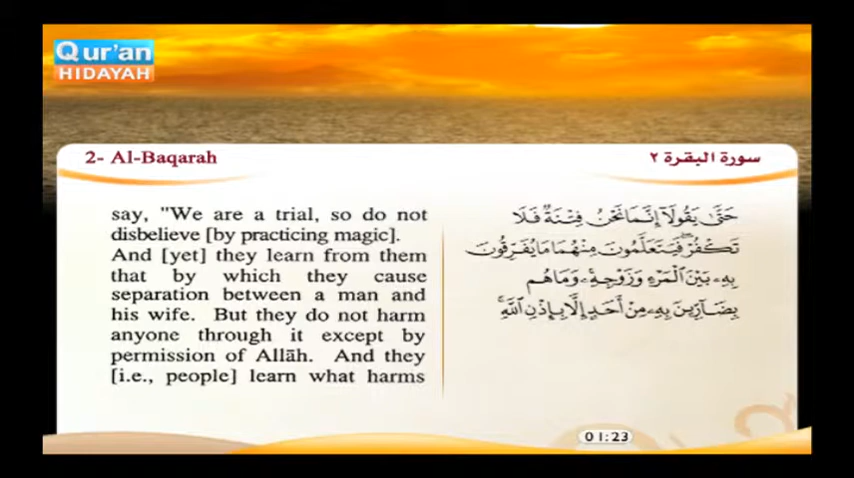 Qur'an
HIDAYAH
2- Al-Baqarah
سورة البقرة ٢
say, "We are a trial, so do not
disbelieve [by practicing magic].
And [yet] they learn from them
that by which they cause
separation between a man and
his wife. But they do not harm
anyone through it except by
permission of Allāh. And they
[i.e., people] learn what harms
حَتَّىٰ يَقُولَآ إِنَّمَا نَحْنُ فِتْنَةٌ فَلَا
تَكْفُرْ ۖ فَيَتَعَلَّمُونَ مِنْهُمَا مَا يُفَرِّقُونَ
بِهِۦ بَيْنَ ٱلْمَرْءِ وَزَوْجِهِۦ ۚ وَمَا هُم
بِضَآرِّينَ بِهِۦ مِنْ أَحَدٍ إِلَّا بِإِذْنِ ٱللَّهِ ۚ
01:23